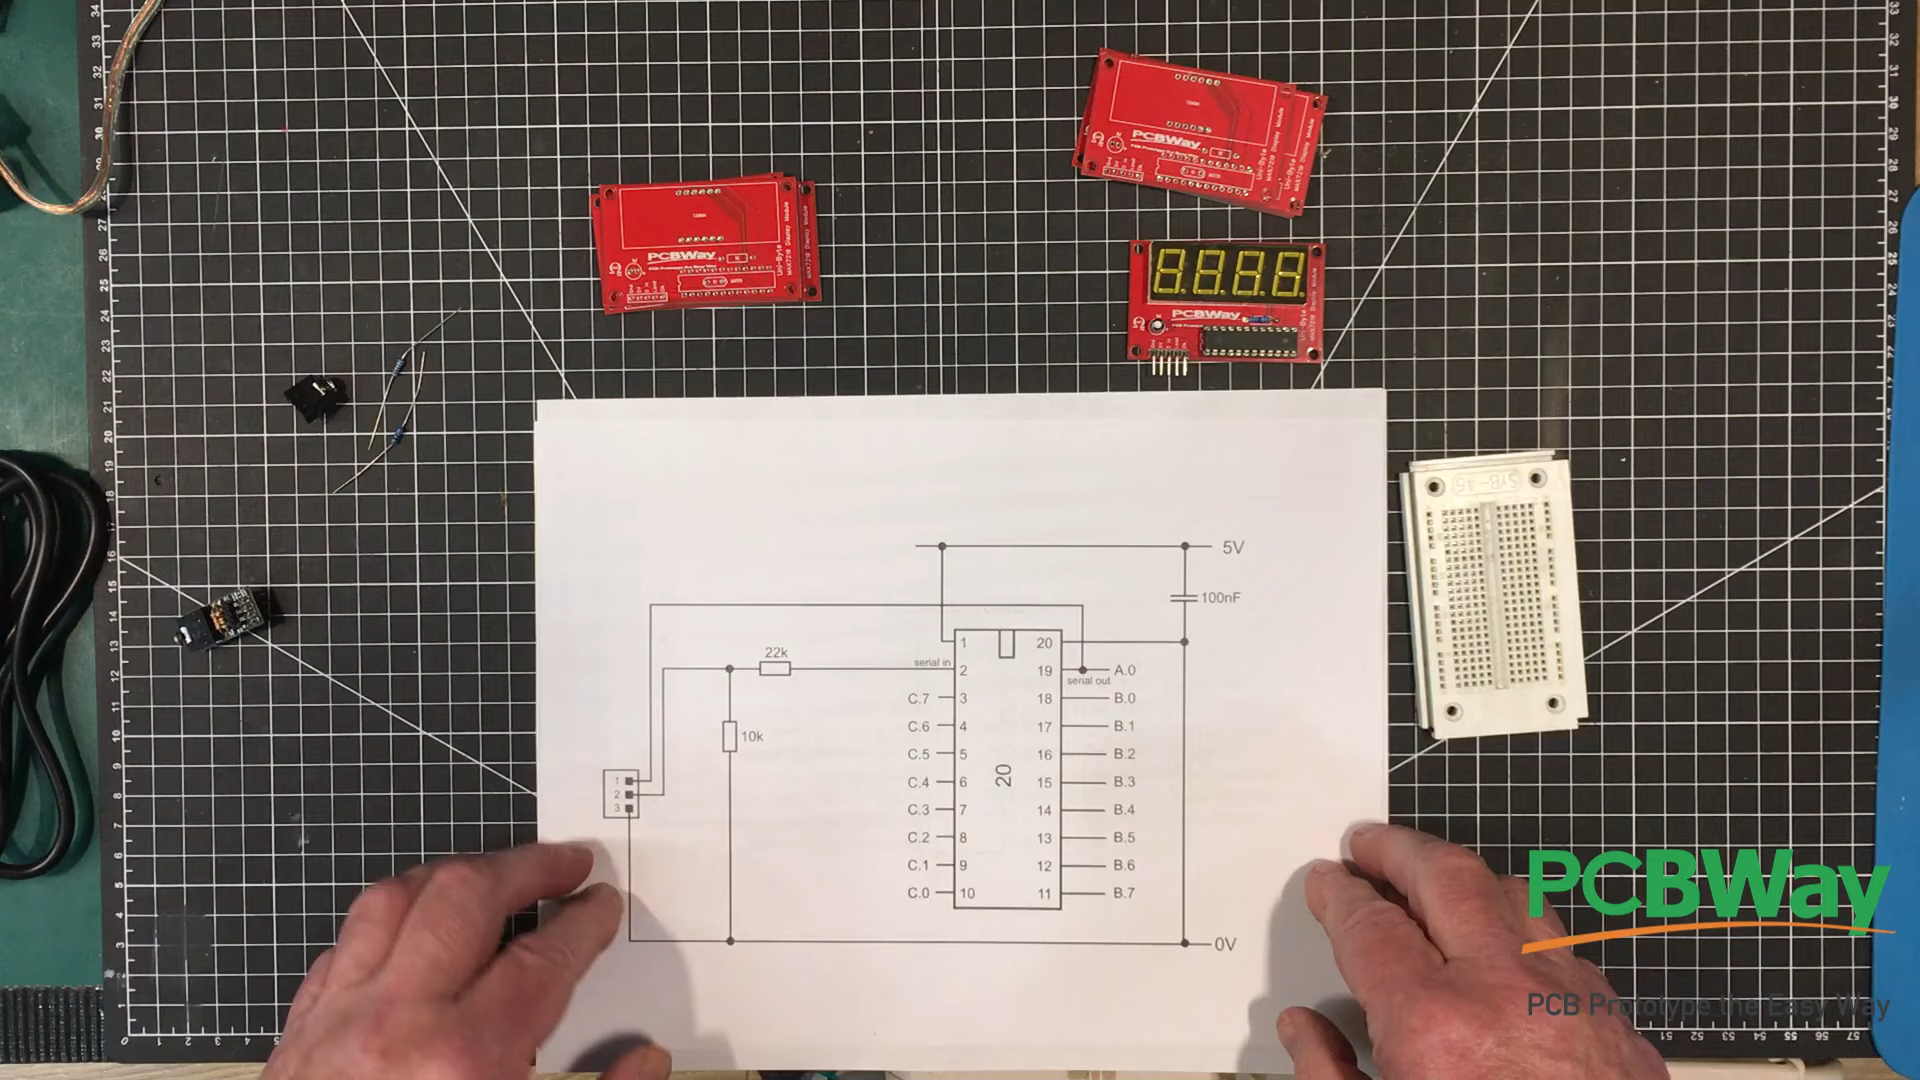 PCBWay
PCBWay
PCBWay
SYB-45
5V
100nF
1
20
22k
serial in
2
19
A.0
serial out
C.7
3
18
B.0
C.6
4
17
B.1
10k
C.5
5
16
B.2
20
C.4
6
15
B.3
1
2
3
C.3
7
14
B.4
C.2
8
13
B.5
C.1
9
12
B.6
C.0
10
11
B.7
0V
PCBWay
PCB Prototype the Easy Way